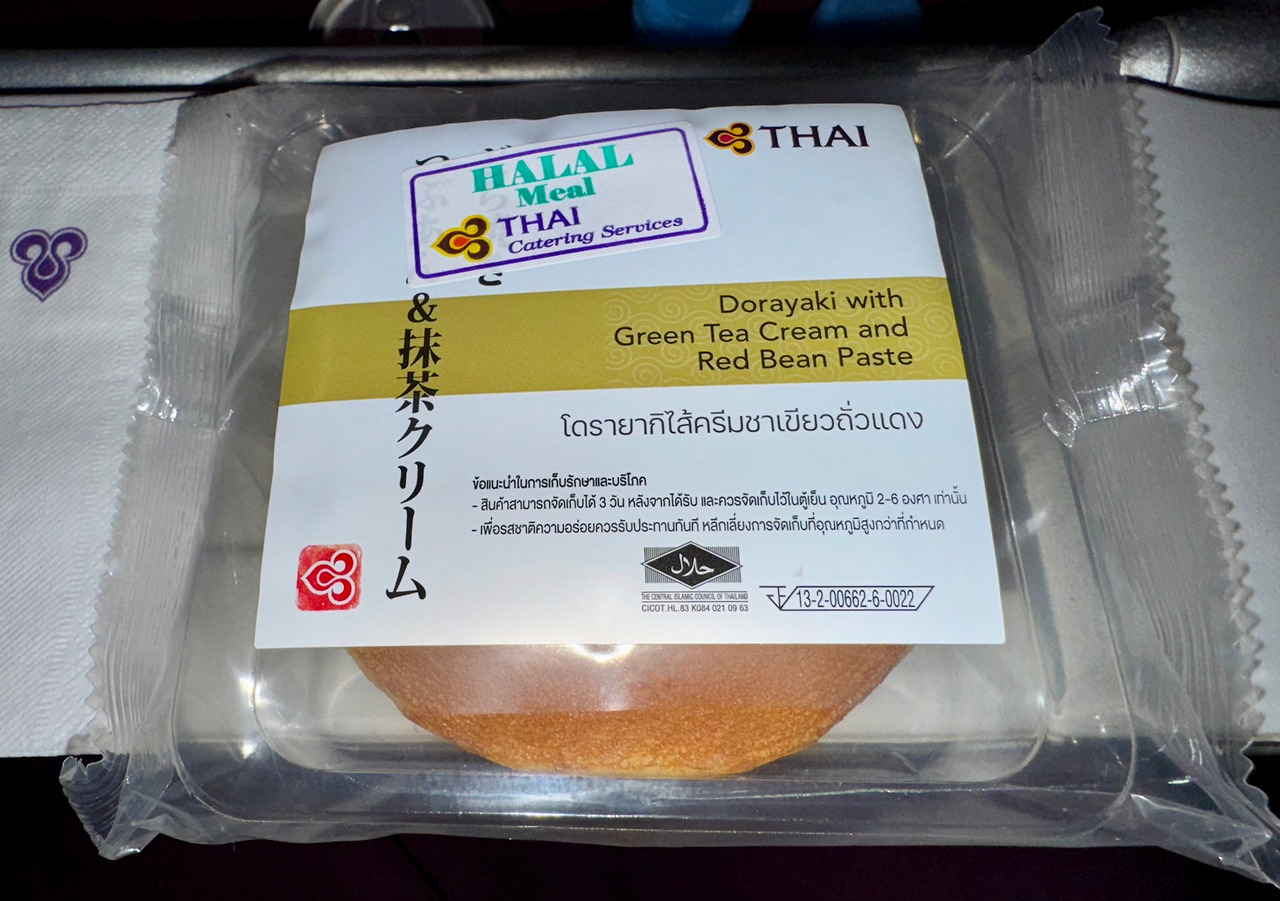 THAI
HALAL
Meal
THAI
Catering Services
&抹茶クリーム
Dorayaki with
Green Tea Cream and
Red Bean Paste
โดรายากิไส้ครีมชาเขียวถั่วแดง
ข้อแนะนำในการเก็บรักษาและบริโภค
- สินค้าสามารถจัดเก็บได้ 3 วัน หลังจากได้รับ และควรจัดเก็บไว้ในตู้เย็น อุณหภูมิ 2-6 องศา เท่านั้น
- เพื่อรสชาติความอร่อยควรรับประทานทันที หลีกเลี่ยงการจัดเก็บที่อุณหภูมิสูงกว่าที่กำหนด
حلال
THE CENTRAL ISLAMIC COUNCIL OF THAILAND
CICOT.HL.83 K084 021 09 63
13-2-00662-6-0022